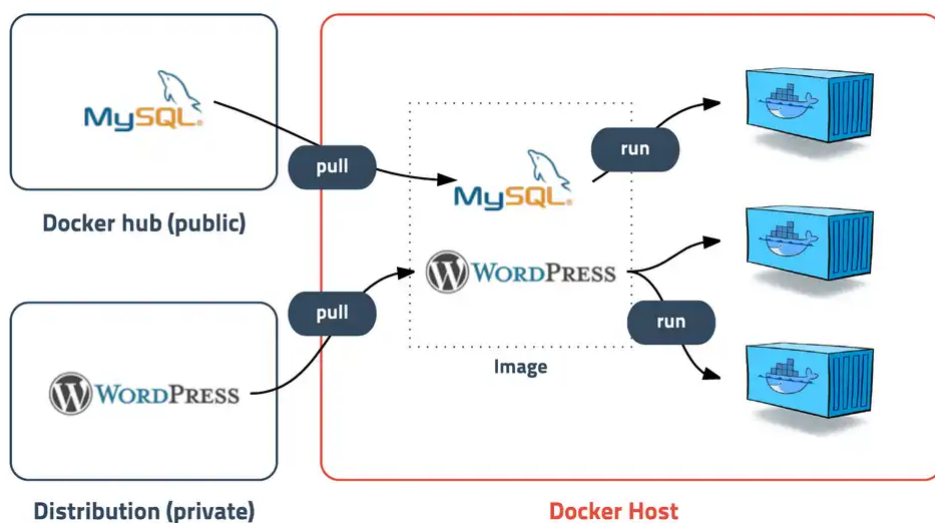 MySQL®
pull
Docker hub (public)
MySQL®
run
WORDPRESS
Image
pull
run
WORDPRESS
Distribution (private)
Docker Host